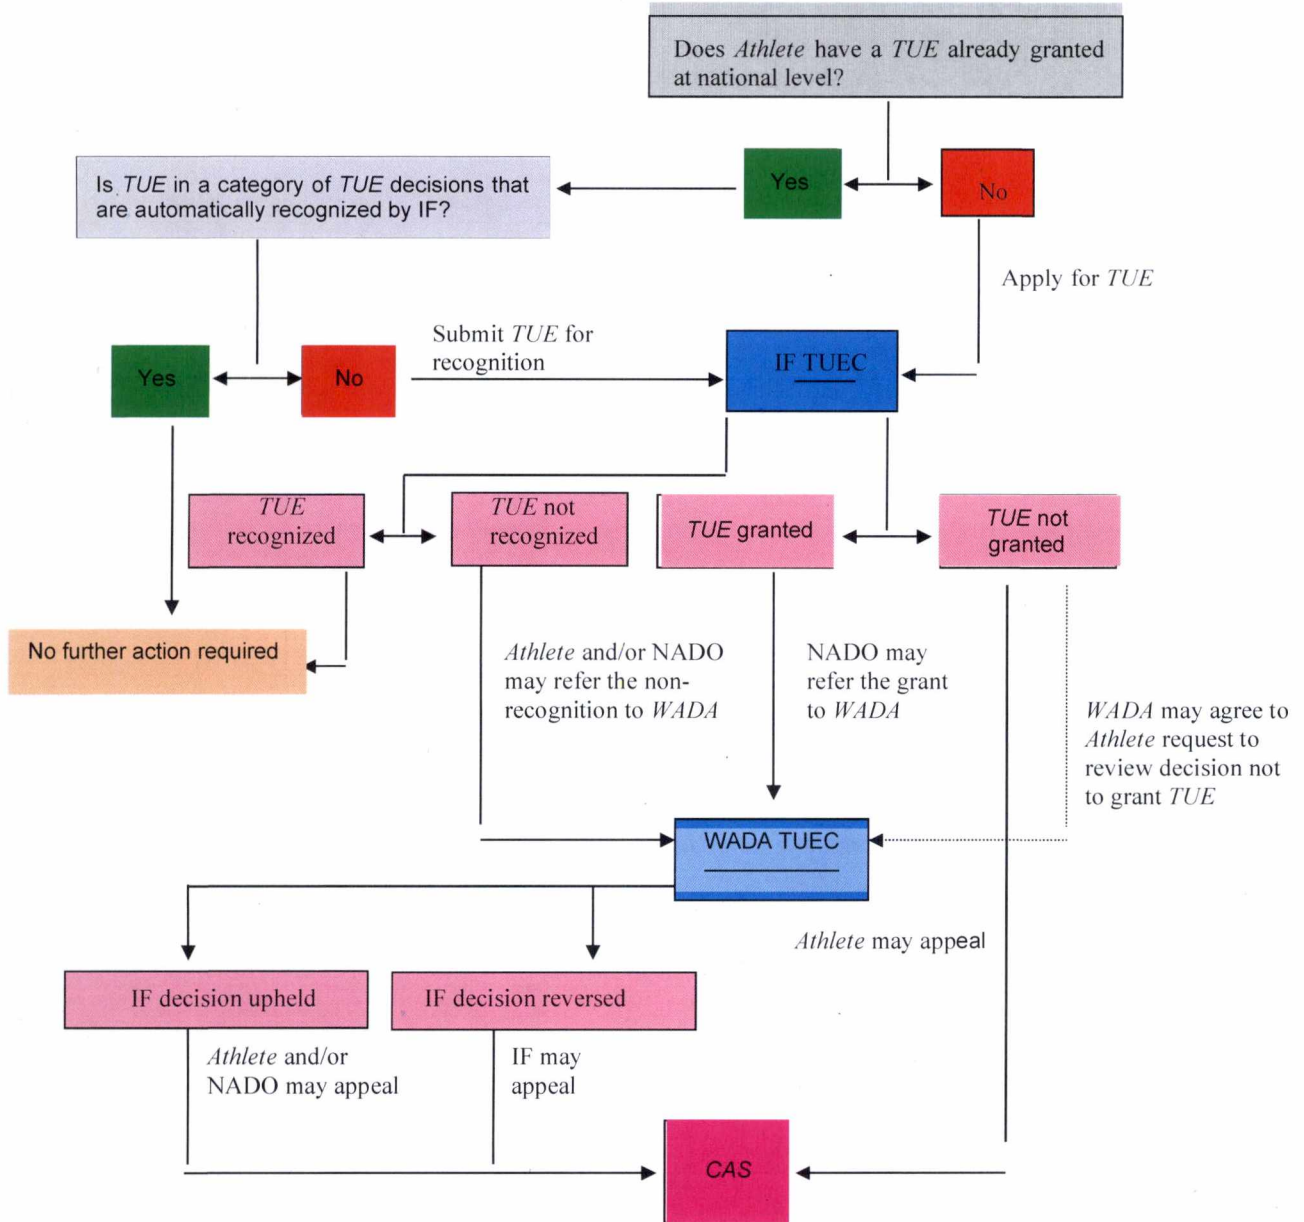 Does Athlete have a TUE already granted
at national level?
Yes
No
Is TUE in a category of TUE decisions that
are automatically recognized by IF?
Apply for TUE
Submit TUE for
recognition
IF TUEC
Yes
No
TUE
recognized
TUE not
recognized
TUE granted
TUE not
granted
No further action required
Athlete and/or NADO
may refer the non-
recognition to WADA
NADO may
refer the grant
to WADA
WADA may agree to
Athlete request to
review decision not
to grant TUE
WADA TUEC
Athlete may appeal
IF decision upheld
IF decision reversed
Athlete and/or
NADO may appeal
IF may
appeal
CAS